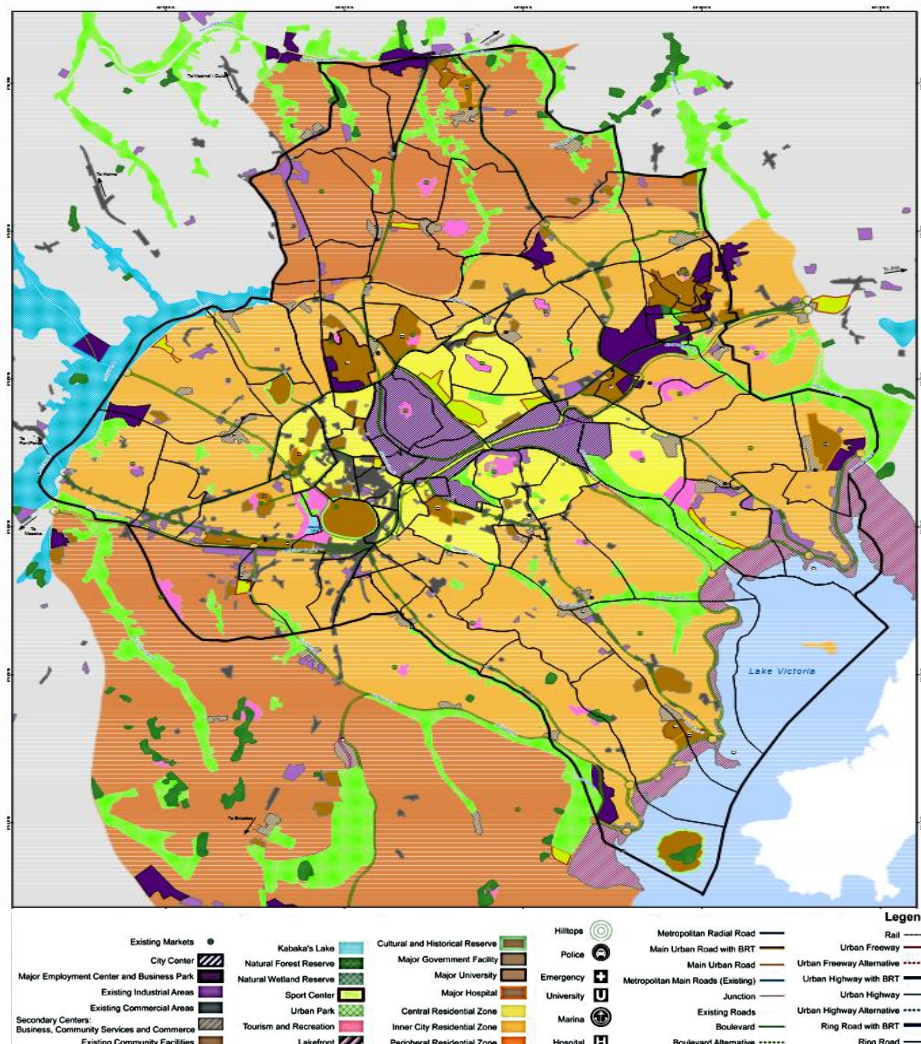 To Gayaza
To Masaka
To Entebbe
Lake Victoria
Legen
Existing Markets
City Center
Major Employment Center and Business Park
Existing Industrial Areas
Existing Commercial Areas
Secondary Centers:
Business, Community Services and Commerce
Existing Community Facilities
Kabaka's Lake
Natural Forest Reserve
Natural Wetland Reserve
Sport Center
Urban Park
Tourism and Recreation
Lakefront
Cultural and Historical Reserve
Major Government Facility
Major University
Major Hospital
Central Residential Zone
Inner City Residential Zone
Peripheral Residential Zone
Hilltops
Police
Emergency
University
U
Marina
Hospital
H
Metropolitan Radial Road
Main Urban Road with BRT
Main Urban Road
Metropolitan Main Roads (Existing)
Junction
Existing Roads
Boulevard
Boulevard Alternative
Rail
Urban Freeway
Urban Freeway Alternative
Urban Highway with BRT
Urban Highway
Urban Highway Alternative
Ring Road with BRT
Ring Road